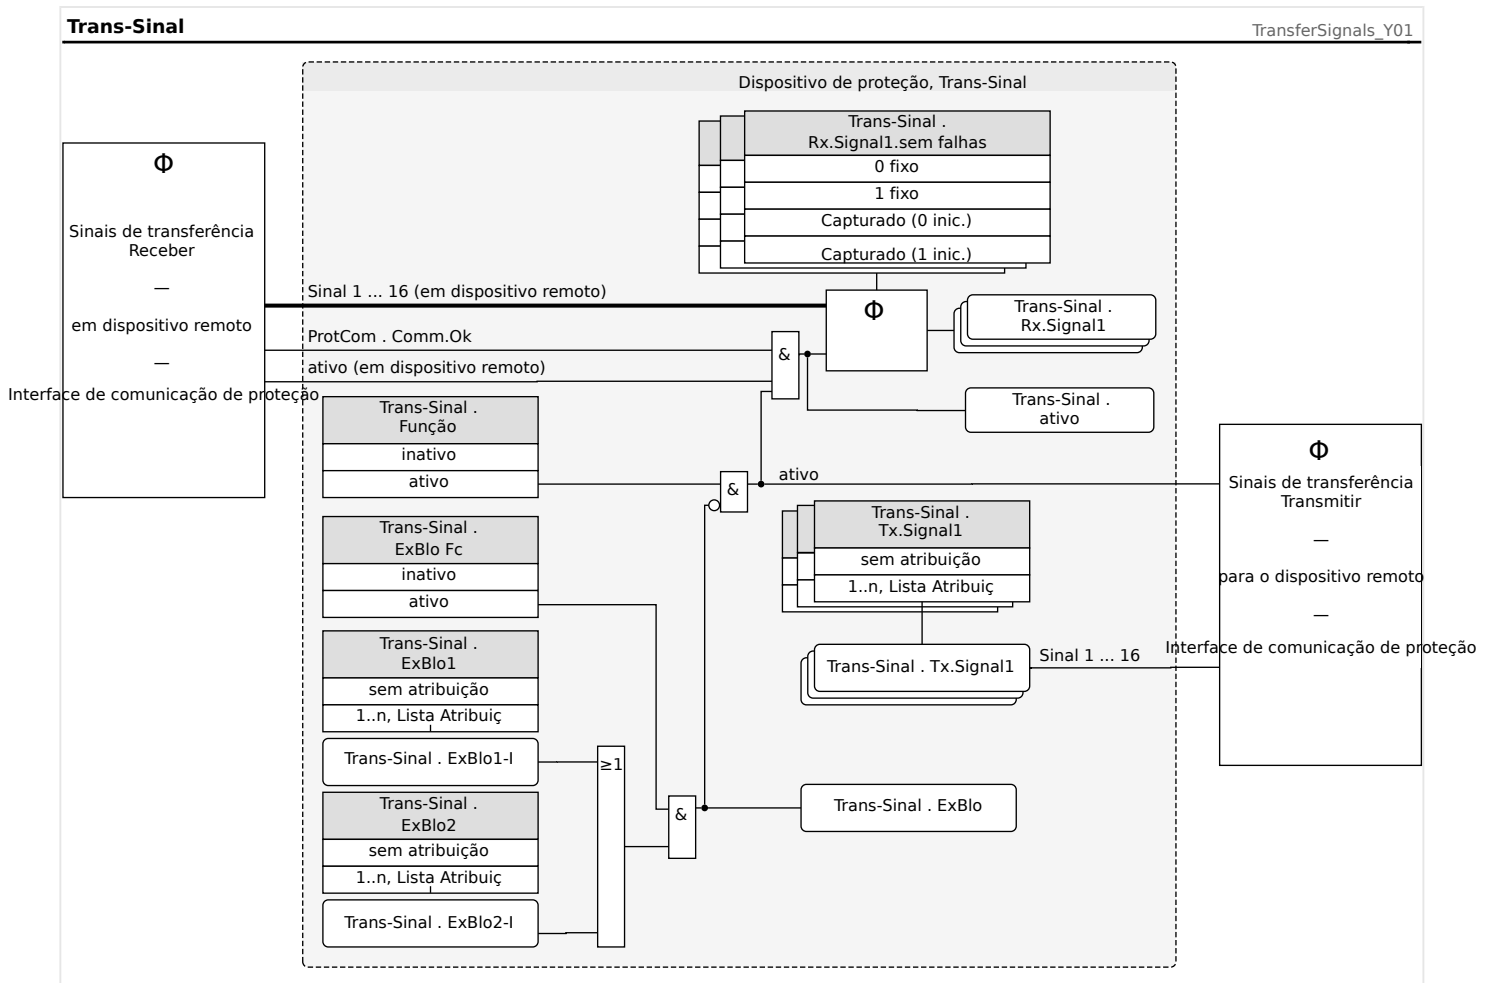 Trans-Sinal
TransferSignals_Y01
Dispositivo de proteção, Trans-Sinal
Φ
Sinais de transferência
Receber
—
em dispositivo remoto
—
Interface de comunicação de proteção
Trans-Sinal .
Rx.Signal1.sem falhas
0 fixo
1 fixo
Capturado (0 inic.)
Capturado (1 inic.)
Sinal 1 ... 16 (em dispositivo remoto)
ProtCom . Comm.Ok
ativo (em dispositivo remoto)
&
Φ
Trans-Sinal .
Rx.Signal1
Trans-Sinal .
ativo
Trans-Sinal .
Função
inativo
ativo
&
ativo
Φ
Sinais de transferência
Transmitir
—
para o dispositivo remoto
—
Interface de comunicação de proteção
Trans-Sinal .
ExBlo Fc
inativo
ativo
Trans-Sinal .
Tx.Signal1
sem atribuição
1..n, Lista Atribuiç
Trans-Sinal . Tx.Signal1
Sinal 1 ... 16
Trans-Sinal .
ExBlo1
sem atribuição
1..n, Lista Atribuiç
Trans-Sinal . ExBlo1-I
≥1
Trans-Sinal .
ExBlo2
sem atribuição
1..n, Lista Atribuiç
Trans-Sinal . ExBlo2-I
&
Trans-Sinal . ExBlo